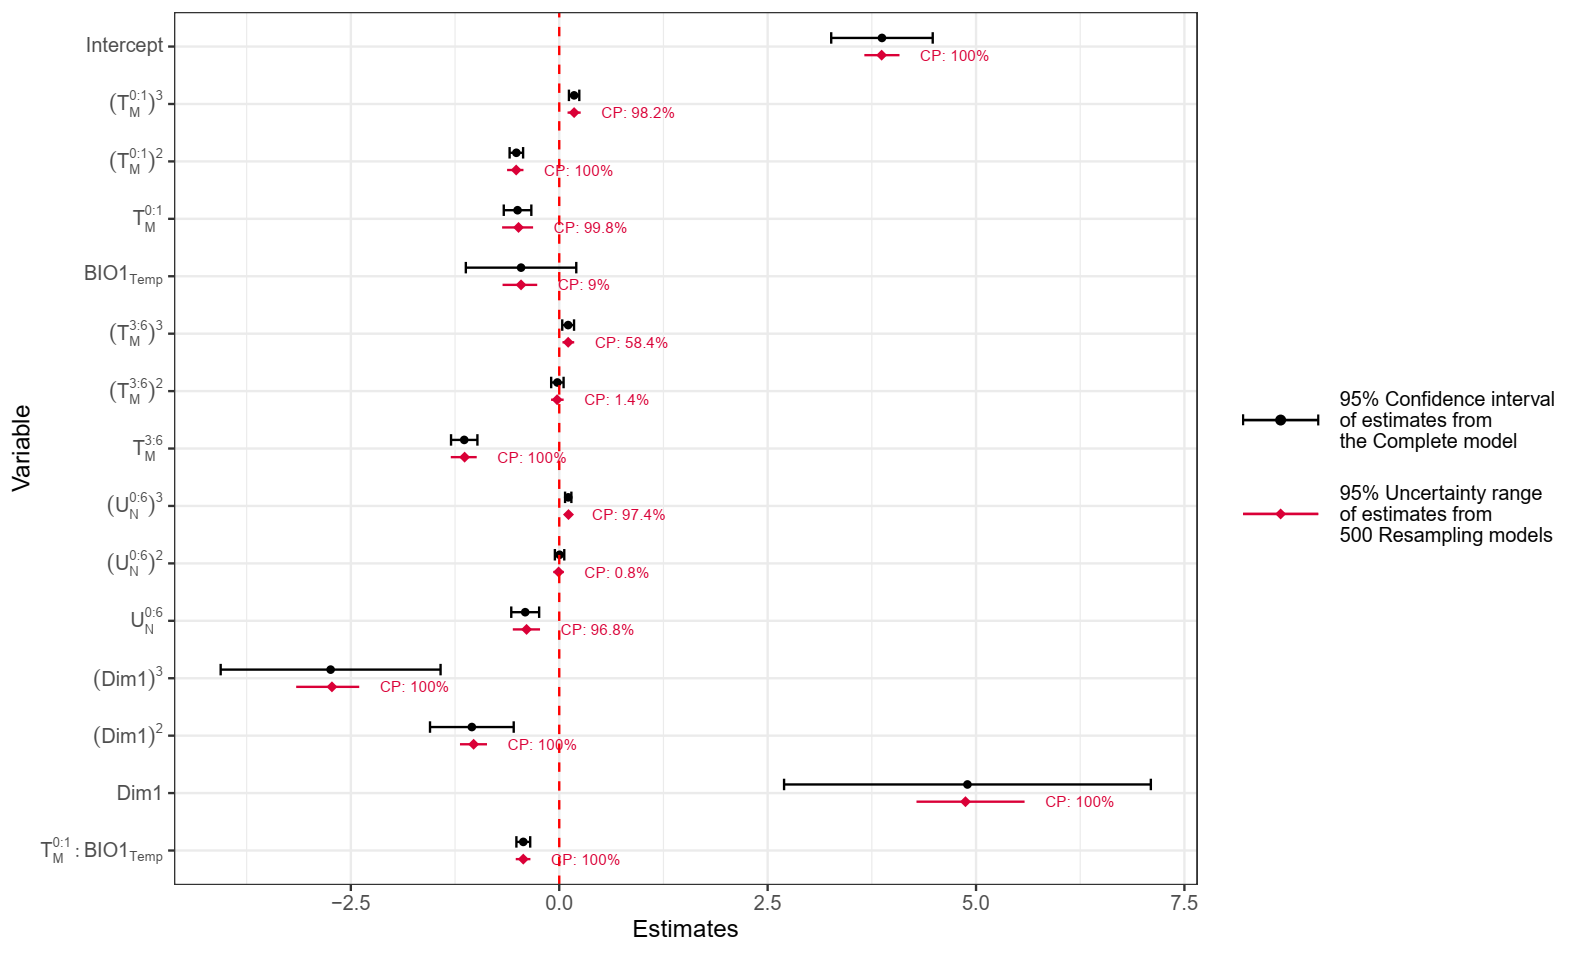 Intercept
CP: 100%
(T_M^0:1)^3
CP: 98.2%
(T_M^0:1)^2
CP: 100%
T_M^0:1
CP: 99.8%
BIO1_Temp
CP: 9%
(T_M^3:6)^3
CP: 58.4%
(T_M^3:6)^2
CP: 1.4%
T_M^3:6
CP: 100%
(U_N^0:6)^3
CP: 97.4%
(U_N^0:6)^2
CP: 0.8%
U_N^0:6
CP: 96.8%
(Dim1)^3
CP: 100%
(Dim1)^2
CP: 100%
Dim1
CP: 100%
T_M^0:1 : BIO1_Temp
CP: 100%
−2.5 0.0 2.5 5.0 7.5
Estimates
Variable
95% Confidence interval
of estimates from
the Complete model
95% Uncertainty range
of estimates from
500 Resampling models